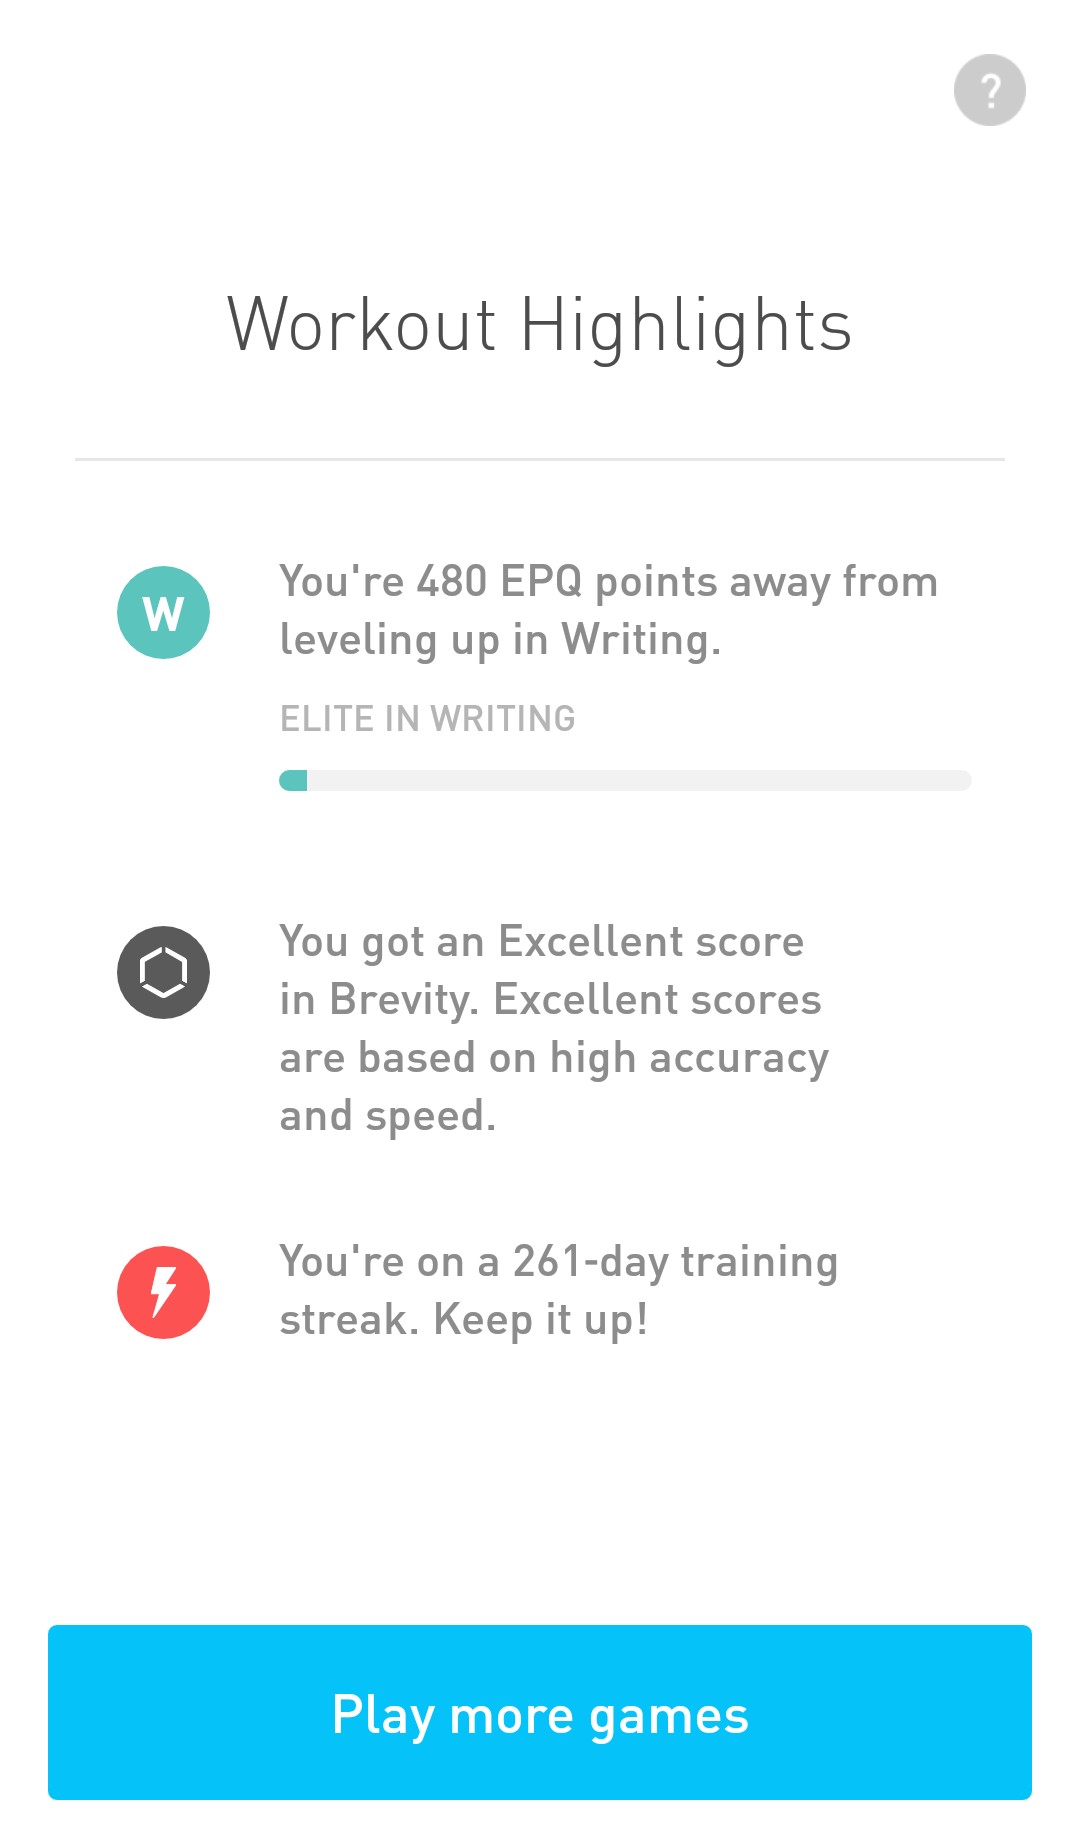 ?
Workout Highlights
W
You're 480 EPQ points away from
leveling up in Writing.
ELITE IN WRITING
You got an Excellent score
in Brevity. Excellent scores
are based on high accuracy
and speed.
You're on a 261-day training
streak. Keep it up!
Play more games